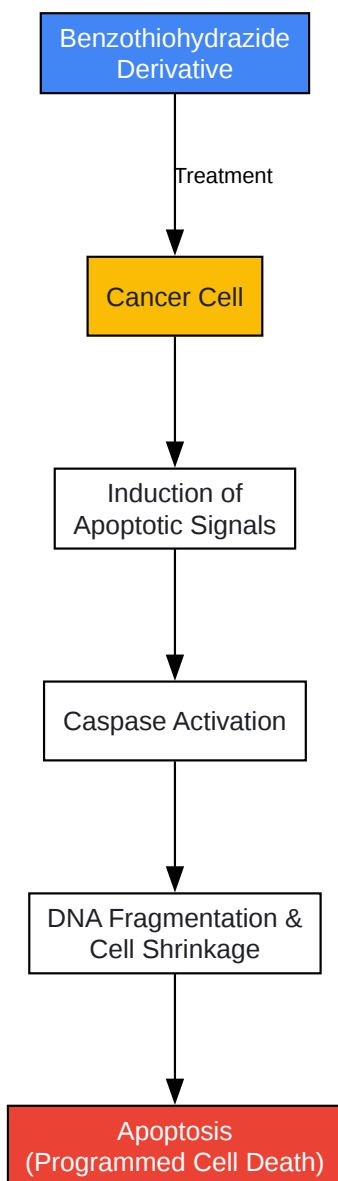 Benzothiohydrazide
Derivative
Treatment
Cancer Cell
Induction of
Apoptotic Signals
Caspase Activation
DNA Fragmentation &
Cell Shrinkage
Apoptosis
(Programmed Cell Death)